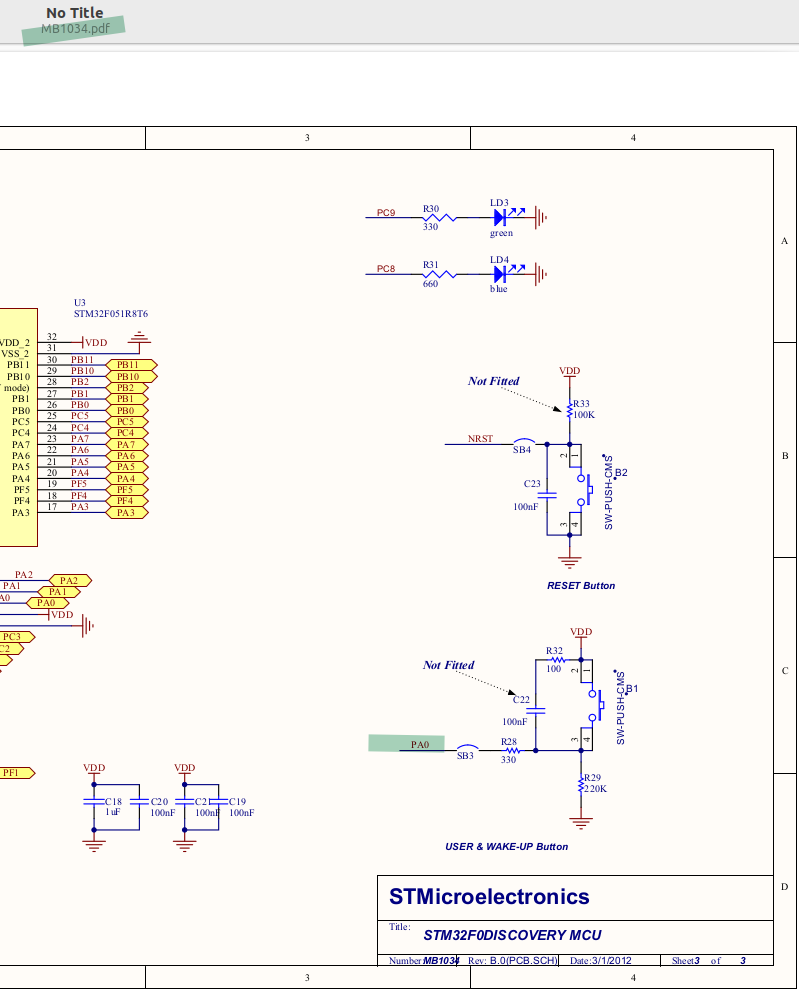 No Title
MB1034.pdf
3
4
PC9
R30
330
LD3
green
A
PC8
R31
660
LD4
blue
U3
STM32F051R8T6
VDD_2
32
VDD
VSS_2
31
PB11
30
PB11
PB11
PB10
29
PB10
PB10
mode)
28
PB2
PB2
PB1
27
PB1
PB1
PB0
26
PB0
PB0
PC5
25
PC5
PC5
PC4
24
PC4
PC4
PA7
23
PA7
PA7
PA6
22
PA6
PA6
PA5
21
PA5
PA5
PA4
20
PA4
PA4
PF5
19
PF5
PF5
PF4
18
PF4
PF4
PA3
17
PA3
PA3
VDD
Not Fitted
R33
100K
NRST
SB4
2
1
C23
100nF
3
4
SW-PUSH-CMS
B2
B
RESET Button
PA2
PA2
PA1
PA1
A0
PA0
VDD
PC3
C2
VDD
R32
100
Not Fitted
2
1
C22
100nF
3
4
SW-PUSH-CMS
B1
C
PA0
SB3
R28
330
R29
220K
USER & WAKE-UP Button
PF1
VDD
VDD
C18
1uF
C20
100nF
C21
100nF
C19
100nF
STMicroelectronics
D
Title:
STM32F0DISCOVERY MCU
Number:MB1034 Rev: B.0(PCB.SCH) Date:3/1/2012 Sheet3 of 3
3
4